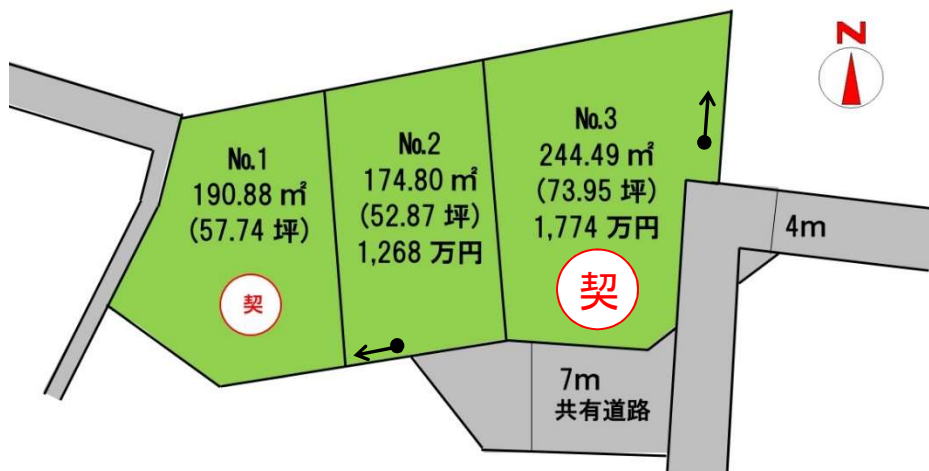 N
No.1
190.88 ㎡
(57.74 坪)
契
No.2
174.80 ㎡
(52.87 坪)
1,268 万円
No.3
244.49 ㎡
(73.95 坪)
1,774 万円
契
4m
7m
共有道路